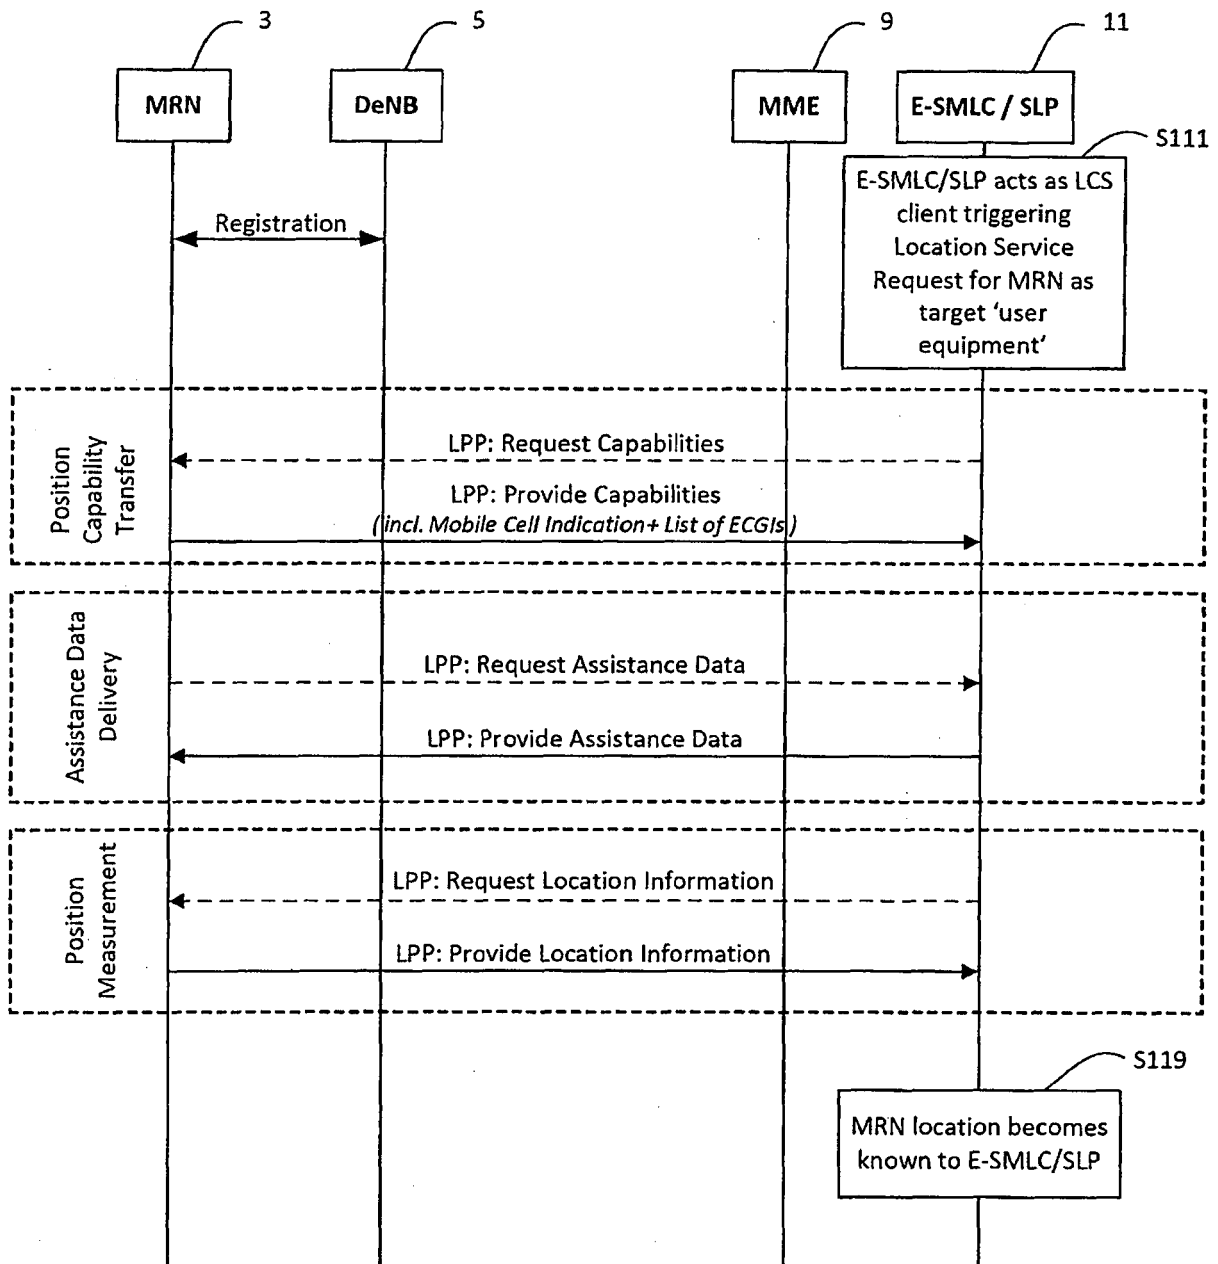 3
5
9
11
MRN
DeNB
MME
E-SMLC / SLP
S111
E-SMLC/SLP acts as LCS
client triggering
Location Service
Request for MRN as
target ‘user
equipment‘
Registration
Position
Capability
Transfer
LPP: Request Capabilities
LPP: Provide Capabilities
(incl. Mobile Cell Indication+ List of ECGIs)
Assistance Data
Delivery
LPP: Request Assistance Data
LPP: Provide Assistance Data
Position
Measurement
LPP: Request Location Information
LPP: Provide Location Information
S119
MRN location becomes
known to E-SMLC/SLP